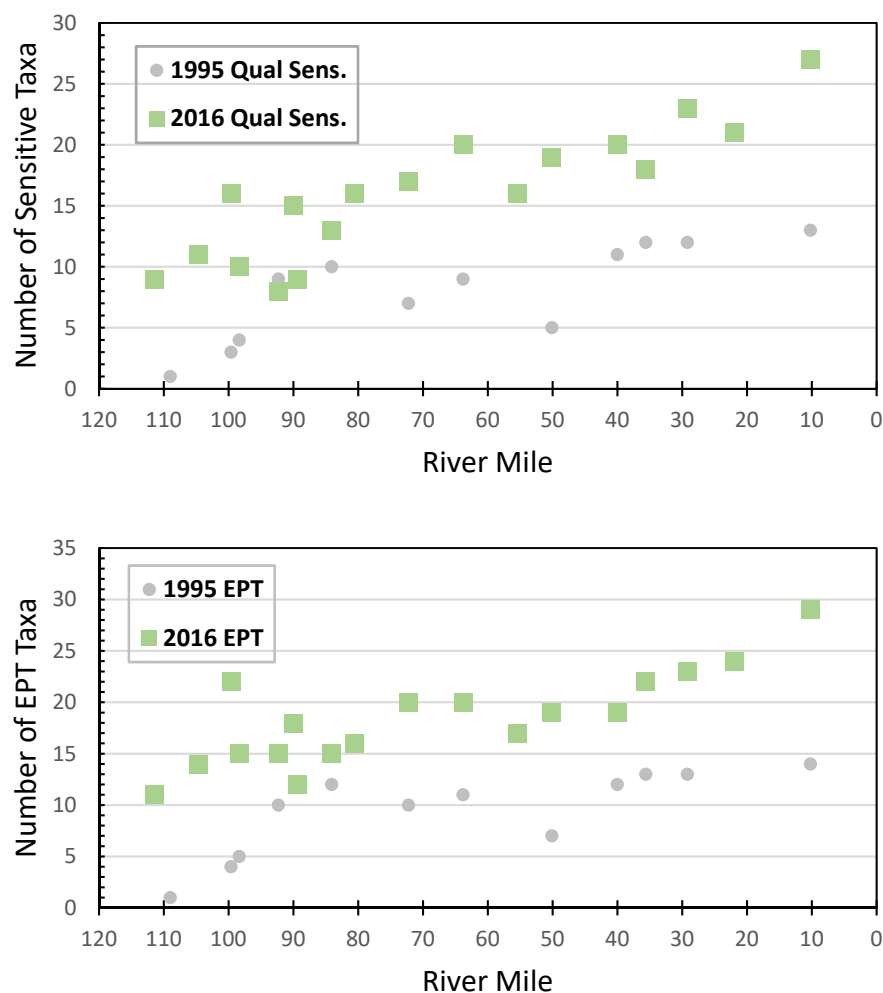 Number of Sensitive Taxa
30
25
20
15
10
5
0
1995 Qual Sens.
2016 Qual Sens.
120 110 100 90 80 70 60 50 40 30 20 10 0
River Mile
Number of EPT Taxa
35
30
25
20
15
10
5
0
1995 EPT
2016 EPT
120 110 100 90 80 70 60 50 40 30 20 10 0
River Mile